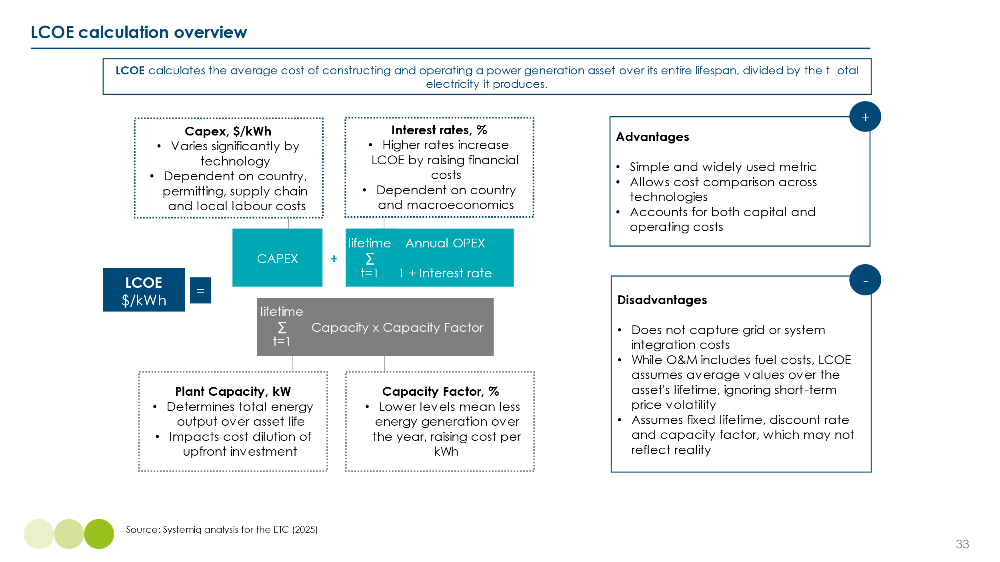 LCOE calculation overview
LCOE calculates the average cost of constructing and operating a power generation asset over its entire lifespan, divided by the t otal
electricity it produces.
Capex, $/kWh
• Varies significantly by
technology
• Dependent on country,
permitting, supply chain
and local labour costs
Interest rates, %
• Higher rates increase
LCOE by raising financial
costs
• Dependent on country
and macroeconomics
LCOE
$/kWh
=
CAPEX
+
lifetime
Σ
t=1
Annual OPEX
1 + Interest rate
lifetime
Σ
t=1
Capacity x Capacity Factor
Plant Capacity, kW
• Determines total energy
output over asset life
• Impacts cost dilution of
upfront investment
Capacity Factor, %
• Lower levels mean less
energy generation over
the year, raising cost per
kWh
+
Advantages
• Simple and widely used metric
• Allows cost comparison across
technologies
• Accounts for both capital and
operating costs
-
Disadvantages
• Does not capture grid or system
integration costs
• While O&M includes fuel costs, LCOE
assumes average values over the
asset's lifetime, ignoring short-term
price volatility
• Assumes fixed lifetime, discount rate
and capacity factor, which may not
reflect reality
Source: Systemiq analysis for the ETC (2025)
33